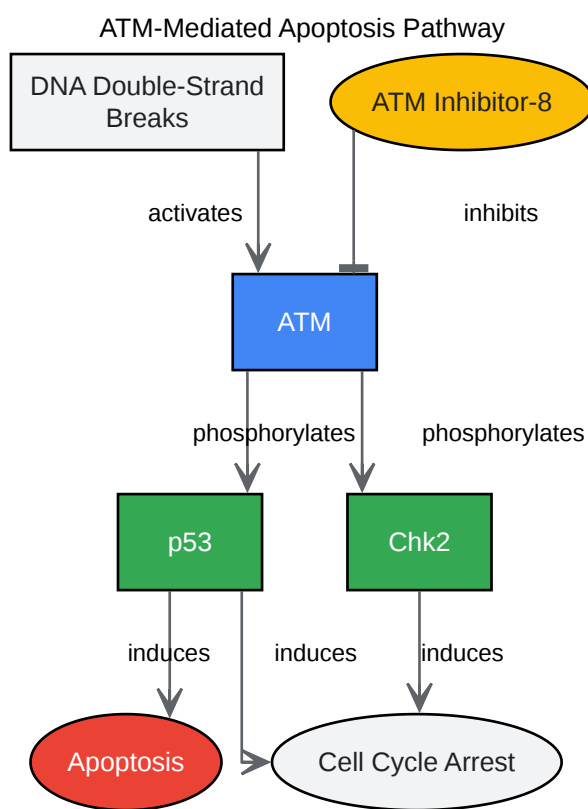 ATM-Mediated Apoptosis Pathway
DNA Double-Strand
Breaks
ATM Inhibitor-8
activates
inhibits
ATM
phosphorylates
phosphorylates
p53
Chk2
induces
induces
induces
Apoptosis
Cell Cycle Arrest